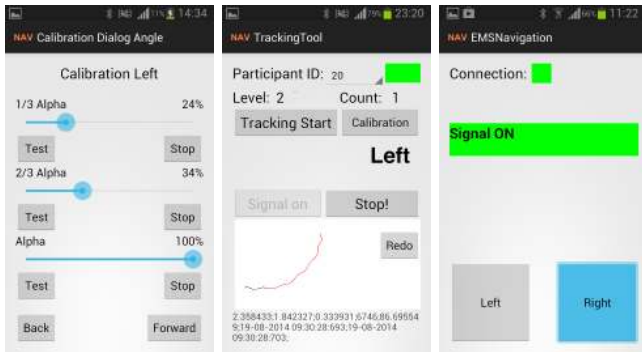 14:34
NAV Calibration Dialog Angle
Calibration Left
1/3 Alpha 24%
Test Stop
2/3 Alpha 34%
Test Stop
Alpha 100%
Test Stop
Back Forward
23:20
NAV TrackingTool
Participant ID: 20
Level: 2 Count: 1
Tracking Start Calibration
Left
Signal on Stop!
Redo
2.358433;1.842327;0.333931;6746;86.69554
9;19-08-2014 09:30:28:693;19-08-2014
09:30:28:703;
11:22
NAV EMSNavigation
Connection:
Signal ON
Left Right